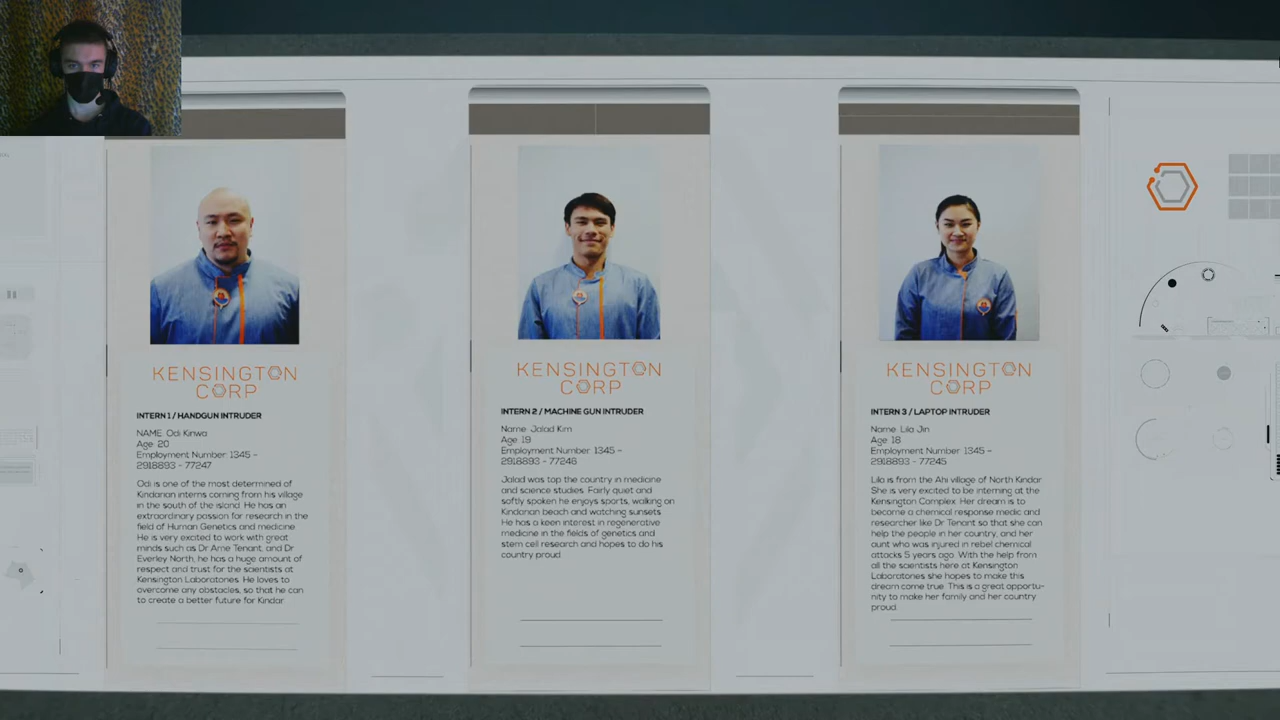 KENSINGTON
CORP
INTERN 1 / HANDGUN INTRUDER
NAME: Odi Kinwa
Age: 20
Employment Number: 1345 -
2918893 - 77247
Odi is one of the most determined of
Kindarian interns coming from his village
in the south of the island. He has an
extraordinary passion for research in the
field of Human Genetics and medicine
He is very excited to work with great
minds such as Dr Arne Tenant, and Dr
Everley North, he has a huge amount of
respect and trust for the scientists at
Kensington Laboratories. He loves to
overcome any obstacles, so that he can
to create a better future for Kindar.
KENSINGTON
CORP
INTERN 2 / MACHINE GUN INTRUDER
Name: Jalad Kim
Age: 19
Employment Number: 1345 -
2918893 - 77246
Jalad was top the country in medicine
and science studies. Fairly quiet and
softly spoken he enjoys sports, walking on
Kindarian beach and watching sunsets.
He has a keen interest in regenerative
medicine in the fields of genetics and
stem cell research and hopes to do his
country proud.
KENSINGTON
CORP
INTERN 3 / LAPTOP INTRUDER
Name: Lila Jin
Age: 18
Employment Number: 1345 -
2918893 - 77245
Lila is from the Ahi village of North Kindar
She is very excited to be interning at the
Kensington Complex. Her dream is to
become a chemical response medic and
researcher like Dr Tenant so that she can
help the people in her country, and her
aunt who was injured in rebel chemical
attacks 5 years ago. With the help from
all the scientists here at Kensington
Laboratories she hopes to make this
dream come true. This is a great opportu-
nity to make her family and her country
proud.